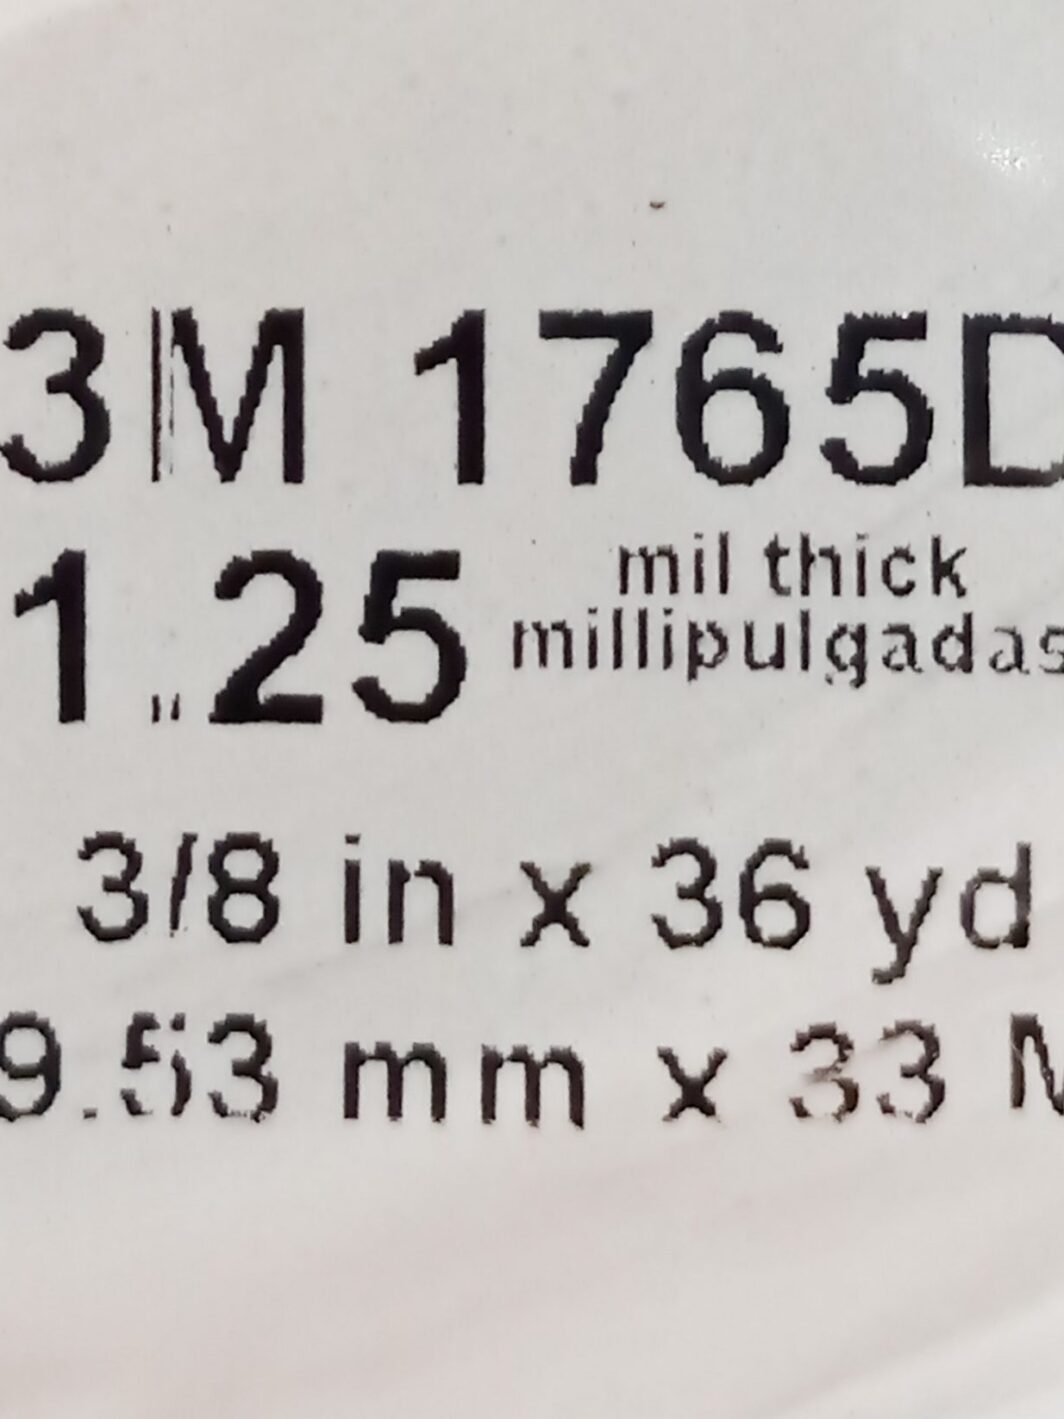 3M 1765D
1.25 mil thick
millipulgadas
3/8 in x 36 yd
9.53 mm x 33 M